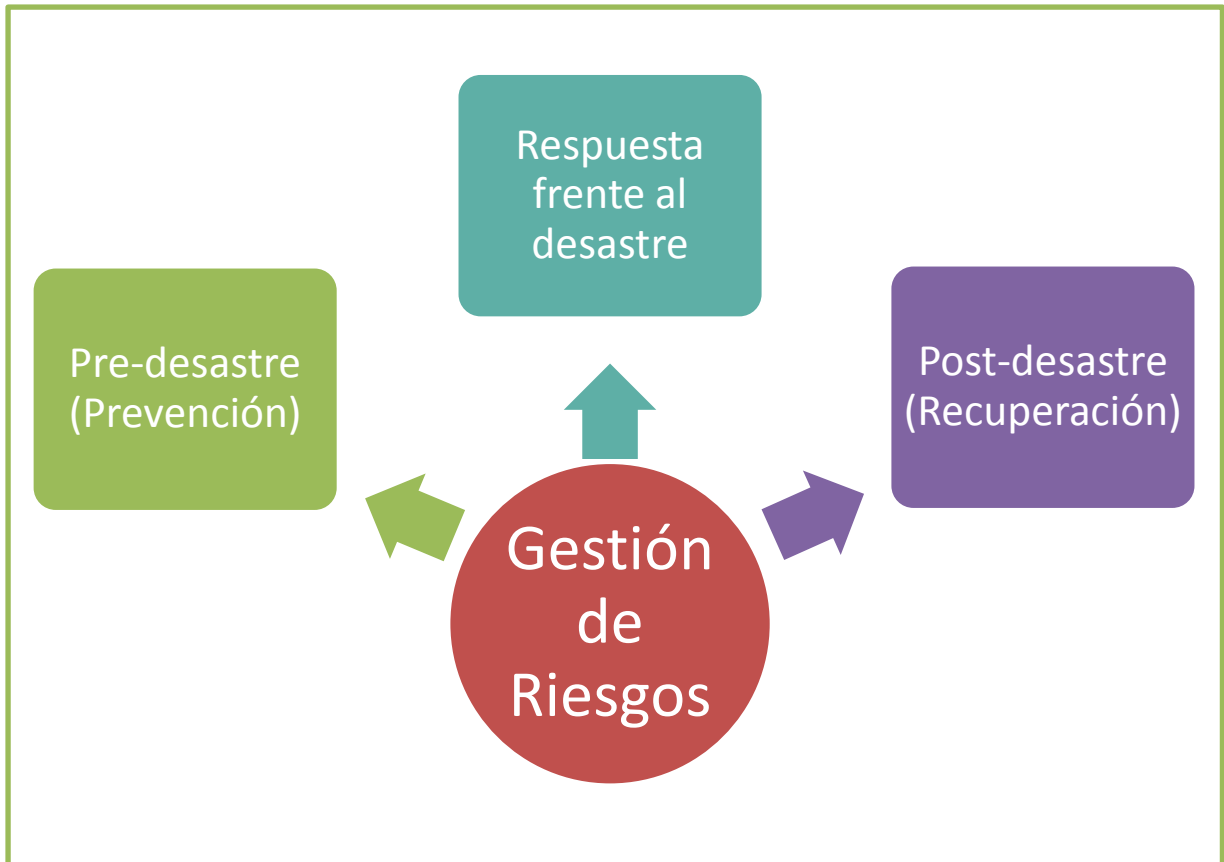 Respuesta
frente al
desastre
Pre-desastre
(Prevención)
Post-desastre
(Recuperación)
Gestión
de
Riesgos